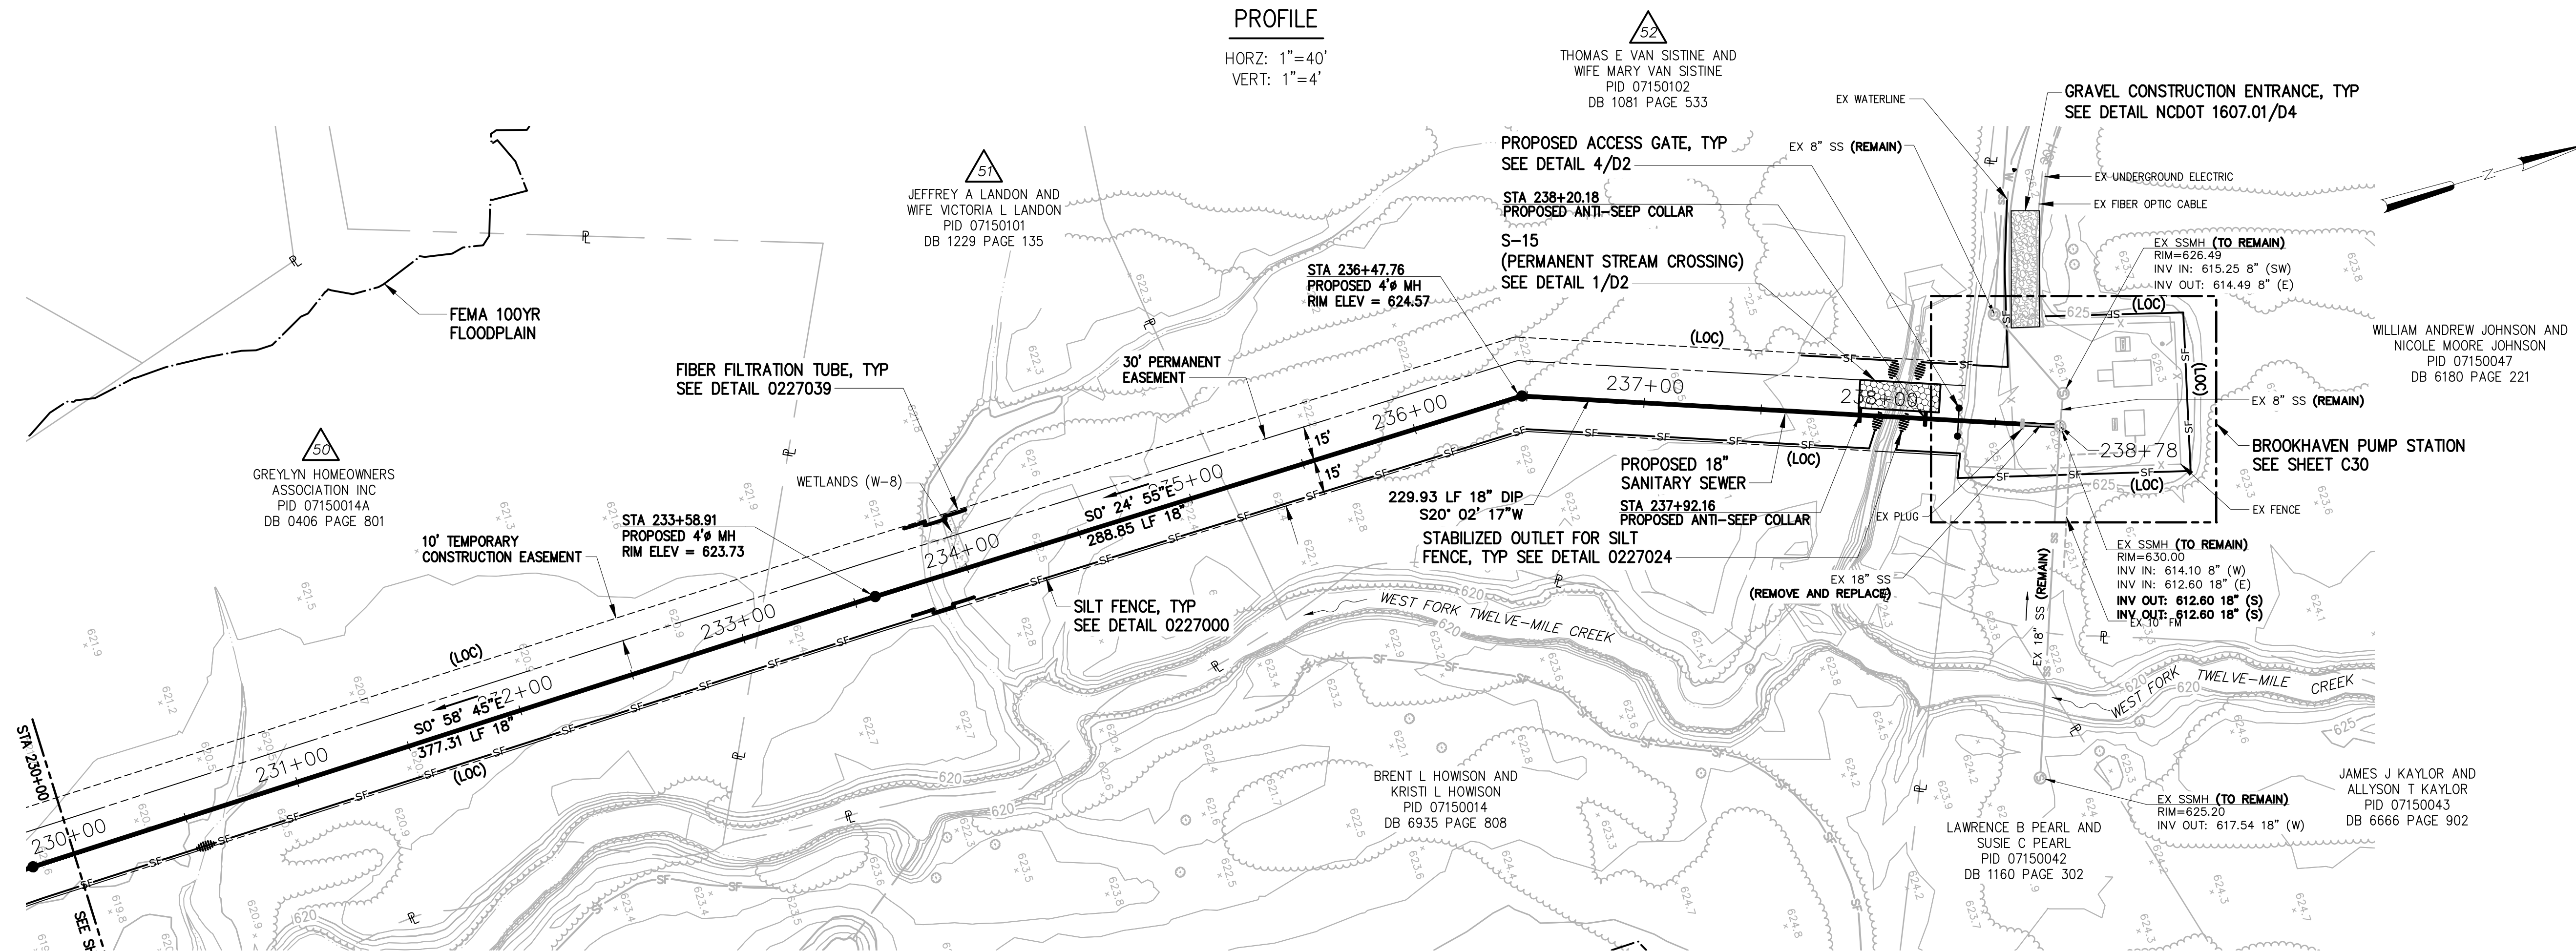 PROFILE
HORZ: 1"=40'
VERT: 1"=4'
52
THOMAS E VAN SISTINE AND
WIFE MARY VAN SISTINE
PID 07150102
DB 1081 PAGE 533
EX WATERLINE
GRAVEL CONSTRUCTION ENTRANCE, TYP
SEE DETAIL NCDOT 1607.01/D4
PROPOSED ACCESS GATE, TYP
SEE DETAIL 4/D2
EX 8" SS (REMAIN)
EX UNDERGROUND ELECTRIC
EX FIBER OPTIC CABLE
N
51
JEFFREY A LANDON AND
WIFE VICTORIA L LANDON
PID 07150101
DB 1229 PAGE 135
STA 238+20.18
PROPOSED ANTI-SEEP COLLAR
S-15
(PERMANENT STREAM CROSSING)
SEE DETAIL 1/D2
STA 236+47.76
PROPOSED 4'ø MH
RIM ELEV = 624.57
EX SSMH (TO REMAIN)
RIM=626.49
INV IN: 615.25 8" (SW)
INV OUT: 614.49 8" (E)
FEMA 100YR
FLOODPLAIN
WILLIAM ANDREW JOHNSON AND
NICOLE MOORE JOHNSON
PID 07150047
DB 6180 PAGE 221
FIBER FILTRATION TUBE, TYP
SEE DETAIL 0227039
30' PERMANENT
EASEMENT
(LOC)
(LOC)
(LOC)
237+00
238+00
236+00
15'
15'
EX 8" SS (REMAIN)
BROOKHAVEN PUMP STATION
SEE SHEET C30
238+78
(LOC)
(LOC)
50
GREYLYN HOMEOWNERS
ASSOCIATION INC
PID 07150014A
DB 0406 PAGE 801
WETLANDS (W-8)
PROPOSED 18"
SANITARY SEWER
STA 237+92.16
PROPOSED ANTI-SEEP COLLAR
229.93 LF 18" DIP
S20° 02' 17"W
EX PLUG
EX FENCE
S0° 24' 55"E
235+00
288.85 LF 18"
STA 233+58.91
PROPOSED 4'ø MH
RIM ELEV = 623.73
10' TEMPORARY
CONSTRUCTION EASEMENT
234+00
STABILIZED OUTLET FOR SILT
FENCE, TYP SEE DETAIL 0227024
EX SSMH (TO REMAIN)
RIM=630.00
INV IN: 614.10 8" (W)
INV IN: 612.60 18" (E)
INV OUT: 612.60 18" (S)
INV OUT: 612.60 18" (S)
EX 10" FM
EX 18" SS
(REMOVE AND REPLACE)
EX 18" SS (REMAIN)
SILT FENCE, TYP
SEE DETAIL 0227000
WEST FORK TWELVE-MILE CREEK
233+00
(LOC)
WEST FORK TWELVE-MILE CREEK
S0° 58' 45"E
232+00
377.31 LF 18"
(LOC)
231+00
STA 230+00
230+00
BRENT L HOWISON AND
KRISTI L HOWISON
PID 07150014
DB 6935 PAGE 808
JAMES J KAYLOR AND
ALLYSON T KAYLOR
PID 07150043
DB 6666 PAGE 902
EX SSMH (TO REMAIN)
RIM=625.20
INV OUT: 617.54 18" (W)
LAWRENCE B PEARL AND
SUSIE C PEARL
PID 07150042
DB 1160 PAGE 302
SEE